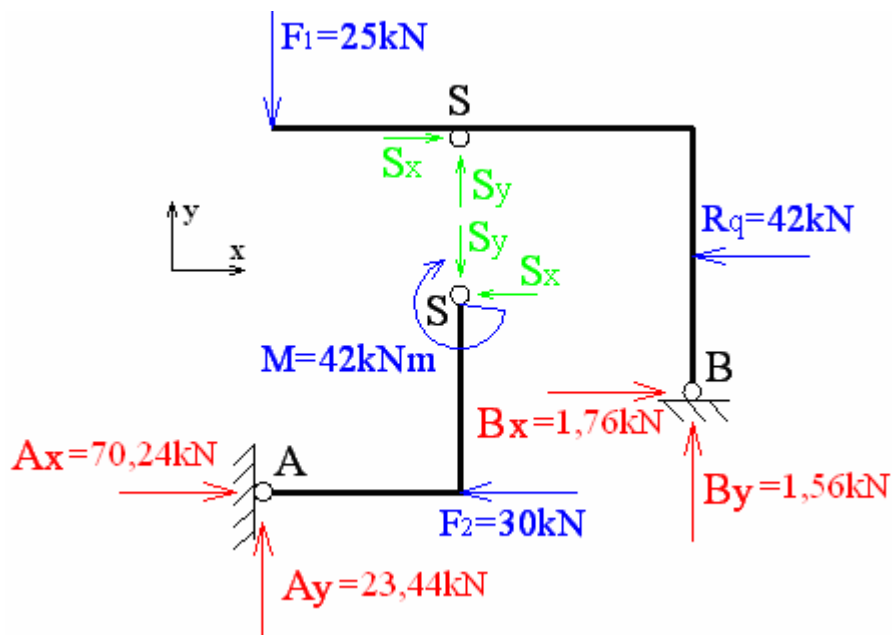 F1=25kN
S
Sx
Sy
y
x
Rq=42kN
Sy
Sx
S
M=42kNm
B
Bx=1,76kN
Ax=70,24kN
A
By=1,56kN
F2=30kN
Ay=23,44kN